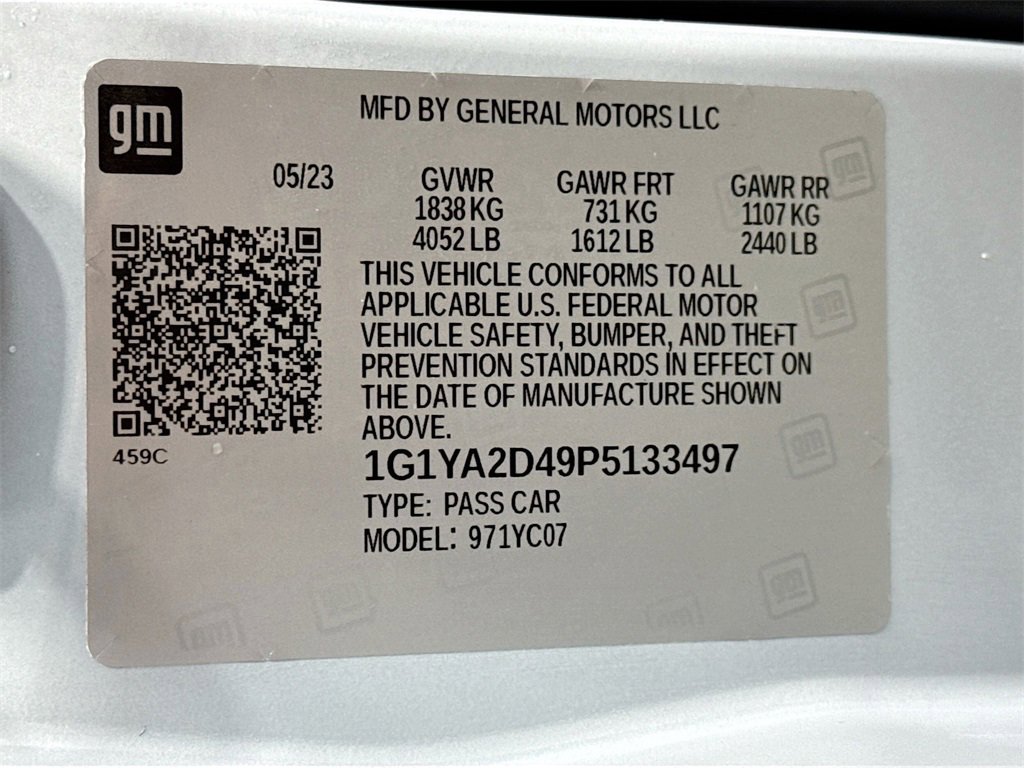 gm
MFD BY GENERAL MOTORS LLC
05/23 GVWR GAWR FRT GAWR RR
1838 KG 731 KG 1107 KG
4052 LB 1612 LB 2440 LB
THIS VEHICLE CONFORMS TO ALL
APPLICABLE U.S. FEDERAL MOTOR
VEHICLE SAFETY, BUMPER, AND THEFT
PREVENTION STANDARDS IN EFFECT ON
THE DATE OF MANUFACTURE SHOWN
ABOVE.
459C
1G1YA2D49P5133497
TYPE: PASS CAR
MODEL: 971YC07